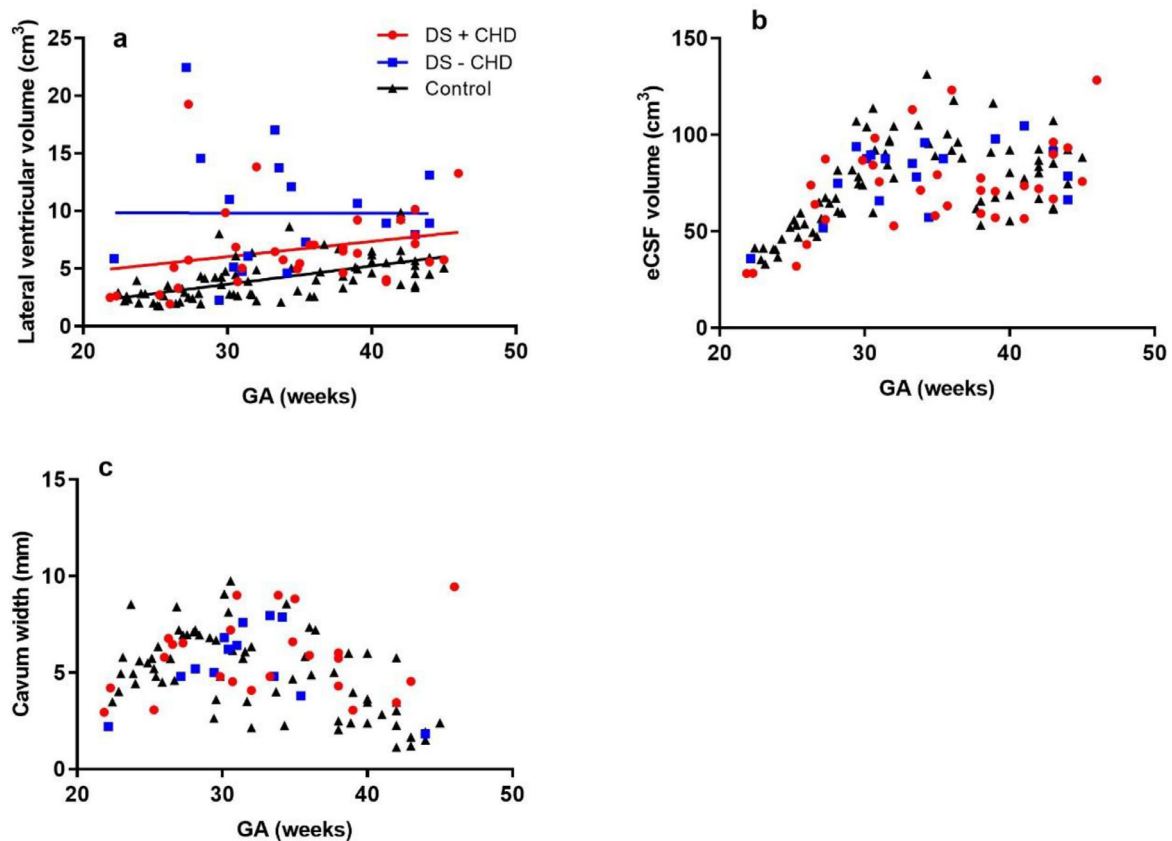 a
Lateral ventricular volume (cm³)
25
20
15
10
5
0
20
30
40
50
GA (weeks)
DS + CHD
DS - CHD
Control
b
eCSF volume (cm³)
150
100
50
0
20
30
40
50
GA (weeks)
c
Cavum width (mm)
15
10
5
0
20
30
40
50
GA (weeks)